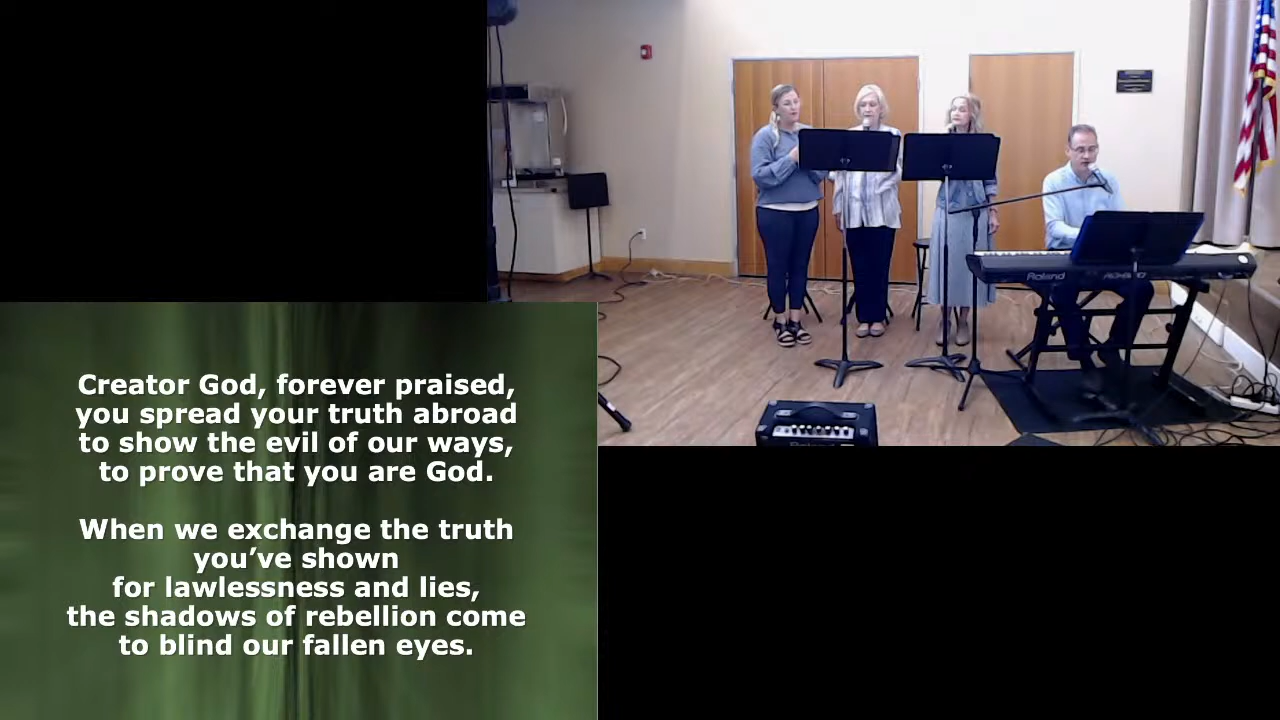 Creator God, forever praised,
you spread your truth abroad
to show the evil of our ways,
to prove that you are God.
When we exchange the truth
you’ve shown
for lawlessness and lies,
the shadows of rebellion come
to blind our fallen eyes.
Roland
Roland